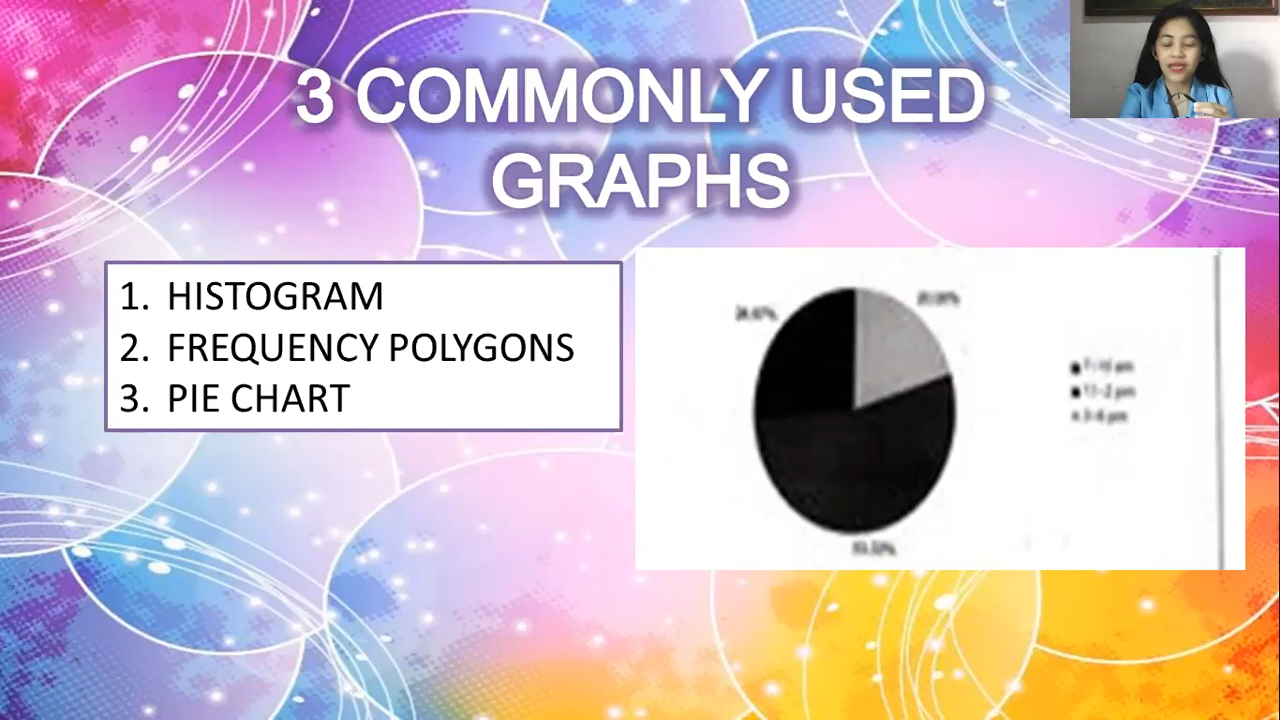 3 COMMONLY USED
GRAPHS
1. HISTOGRAM
2. FREQUENCY POLYGONS
3. PIE CHART